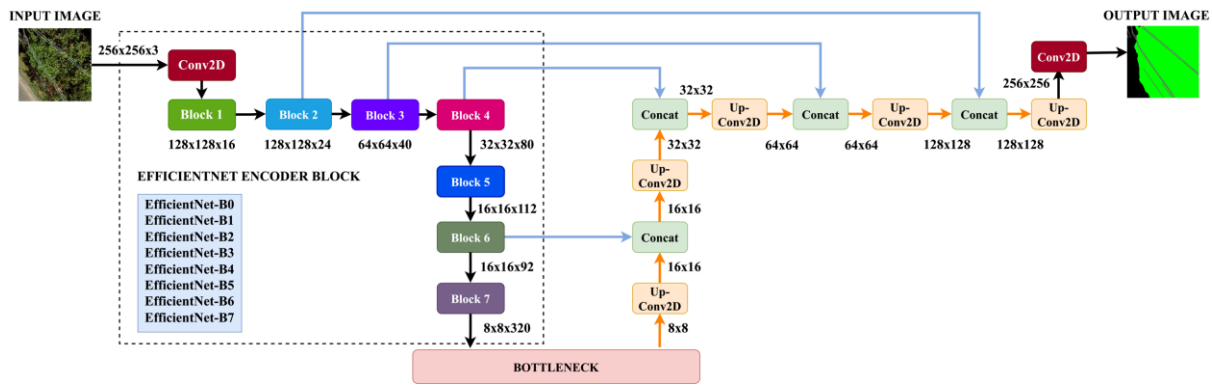 INPUT IMAGE
OUTPUT IMAGE
256x256x3
Conv2D
Conv2D
256x256
32x32
Block 1
Block 2
Block 3
Block 4
Concat
Up-
Conv2D
Concat
Up-
Conv2D
Concat
Up-
Conv2D
128x128x16
128x128x24
64x64x40
32x32x80
32x32
64x64
64x64
128x128
128x128
EFFICIENTNET ENCODER BLOCK
Block 5
Up-
Conv2D
EfficientNet-B0
EfficientNet-B1
EfficientNet-B2
EfficientNet-B3
EfficientNet-B4
EfficientNet-B5
EfficientNet-B6
EfficientNet-B7
16x16x112
16x16
Block 6
Concat
16x16x92
16x16
Block 7
Up-
Conv2D
8x8x320
8x8
BOTTLENECK